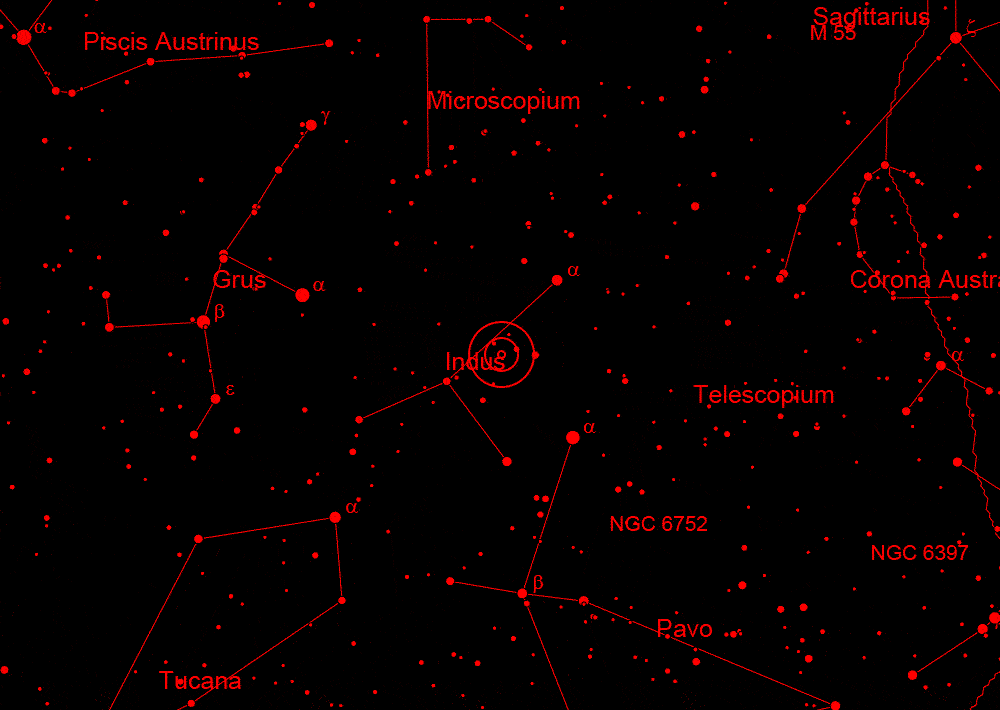 Sagittarius
α
M 55
Piscis Austrinus
Microscopium
γ
α
Grus
α
Corona Austra
β
Indus
α
ε
Telescopium
α
α
NGC 6752
NGC 6397
β
Pavo
Tucana